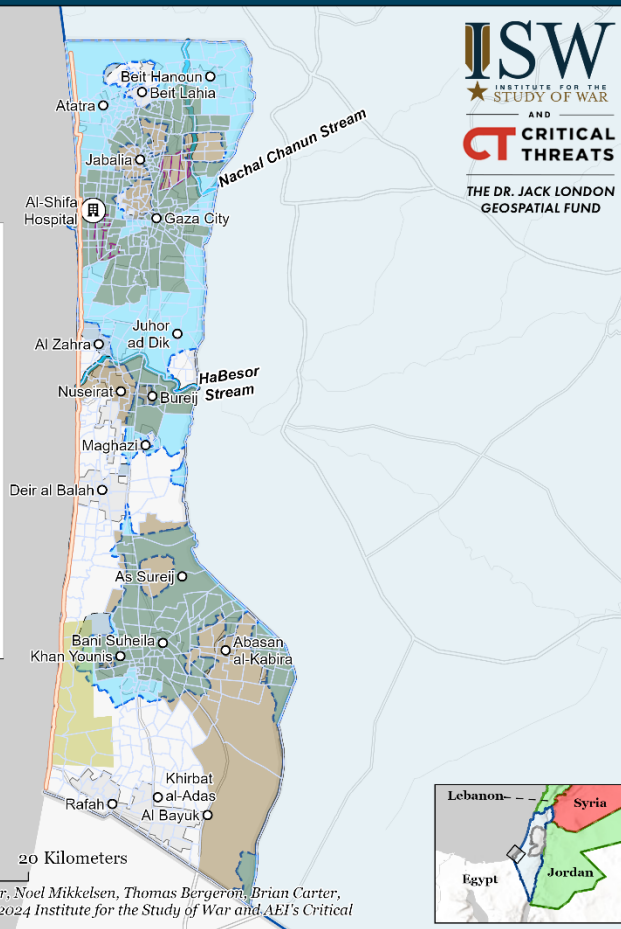 ISW
INSTITUTE FOR THE
STUDY OF WAR
AND
CT CRITICAL
THREATS
THE DR. JACK LONDON
GEOSPATIAL FUND
Beit Hanoun
Beit Lahia
Atatra
Nachal Chanun Stream
Jabalia
Al-Shifa
Hospital
Gaza City
Juhor
ad Dik
Al Zahra
HaBesor
Stream
Nuseirat
Bureij
Maghazi
Deir al Balah
As Sureij
Bani Suheila
Khan Younis
Abasan
al-Kabira
Khirbat
al-Adas
Rafah
Al Bayuk
Lebanon
Syria
Egypt
Jordan
20 Kilometers
r, Noel Mikkelsen, Thomas Bergeron, Brian Carter,
2024 Institute for the Study of War and AEI's Critical